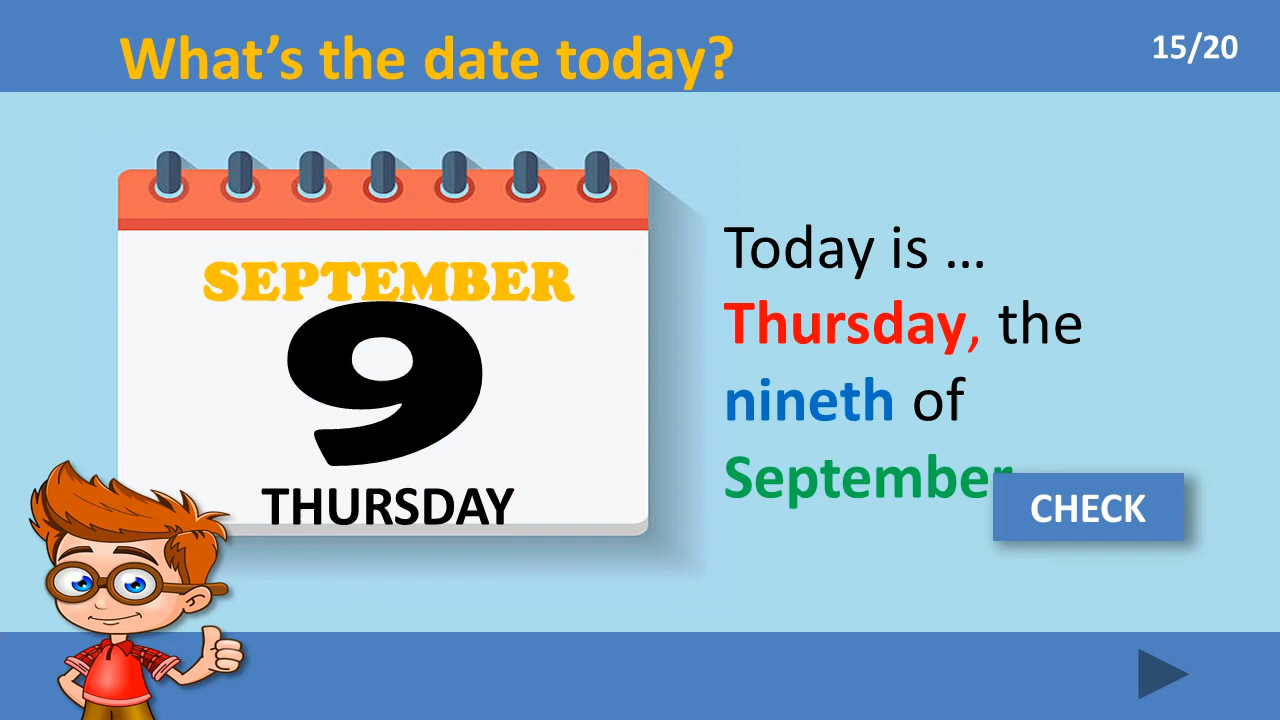 What's the date today?
15/20
SEPTEMBER
9
THURSDAY
Today is ...
Thursday, the
nineth of
September
CHECK